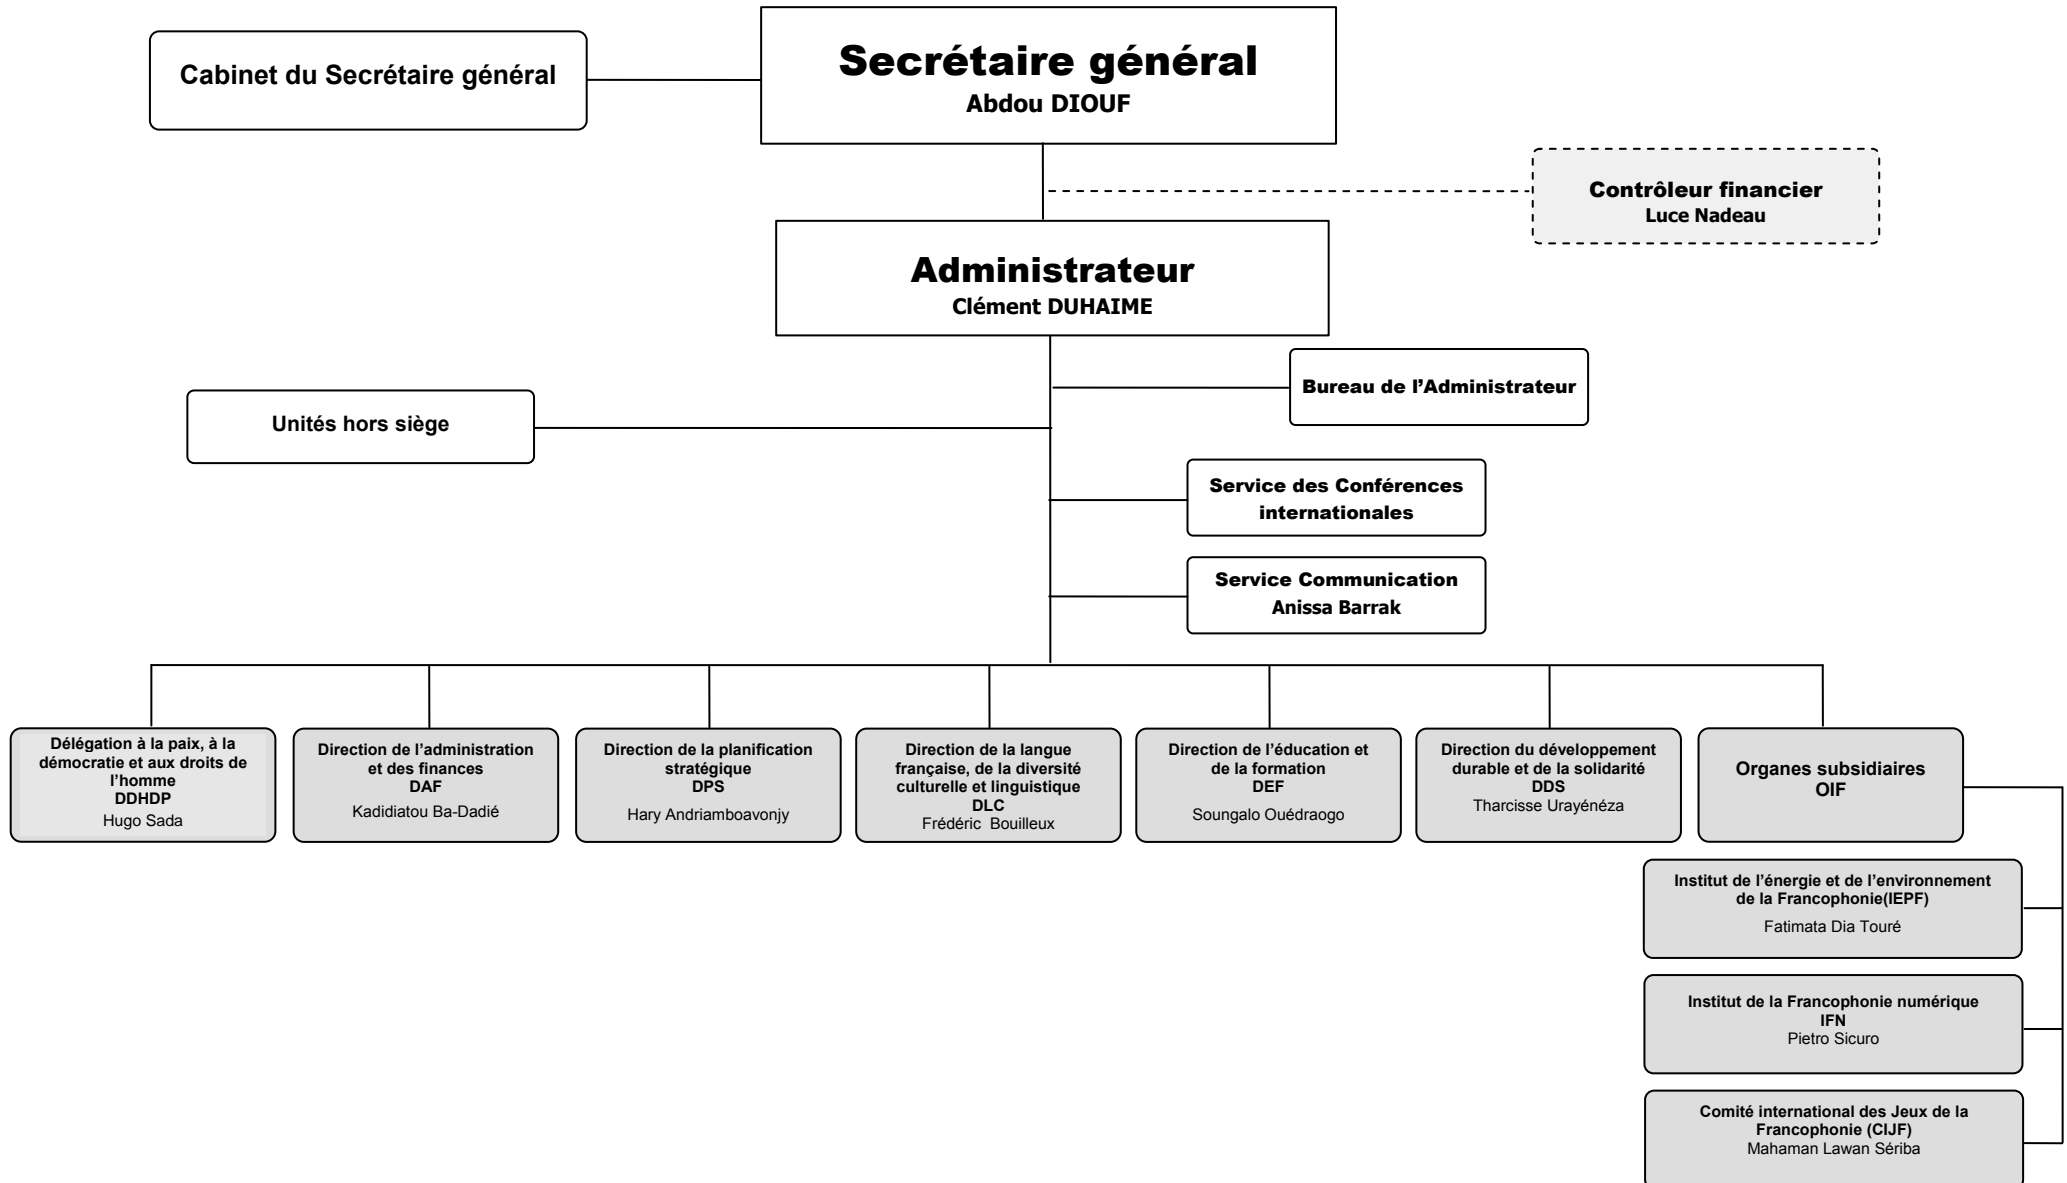 Cabinet du Secrétaire général
Secrétaire général
Abdou DIOUF
Contrôleur financier
Luce Nadeau
Administrateur
Clément DUHAIME
Bureau de l’Administrateur
Unités hors siège
Service des Conférences
internationales
Service Communication
Anissa Barrak
Délégation à la paix, à la
démocratie et aux droits de
l’homme
DDHDP
Hugo Sada
Direction de l’administration
et des finances
DAF
Kadidiatou Ba-Dadié
Direction de la planification
stratégique
DPS
Hary Andriamboavonjy
Direction de la langue
française, de la diversité
culturelle et linguistique
DLC
Frédéric  Bouilleux
Direction de l’éducation et
de la formation
DEF
Soungalo Ouédraogo
Direction du développement
durable et de la solidarité
DDS
Tharcisse Urayénéza
Organes subsidiaires
OIF
Institut de l’énergie et de l’environnement
de la Francophonie(IEPF)
Fatimata Dia Touré
Institut de la Francophonie numérique
IFN
Pietro Sicuro
Comité international des Jeux de la
Francophonie (CIJF)
Mahaman Lawan Sériba